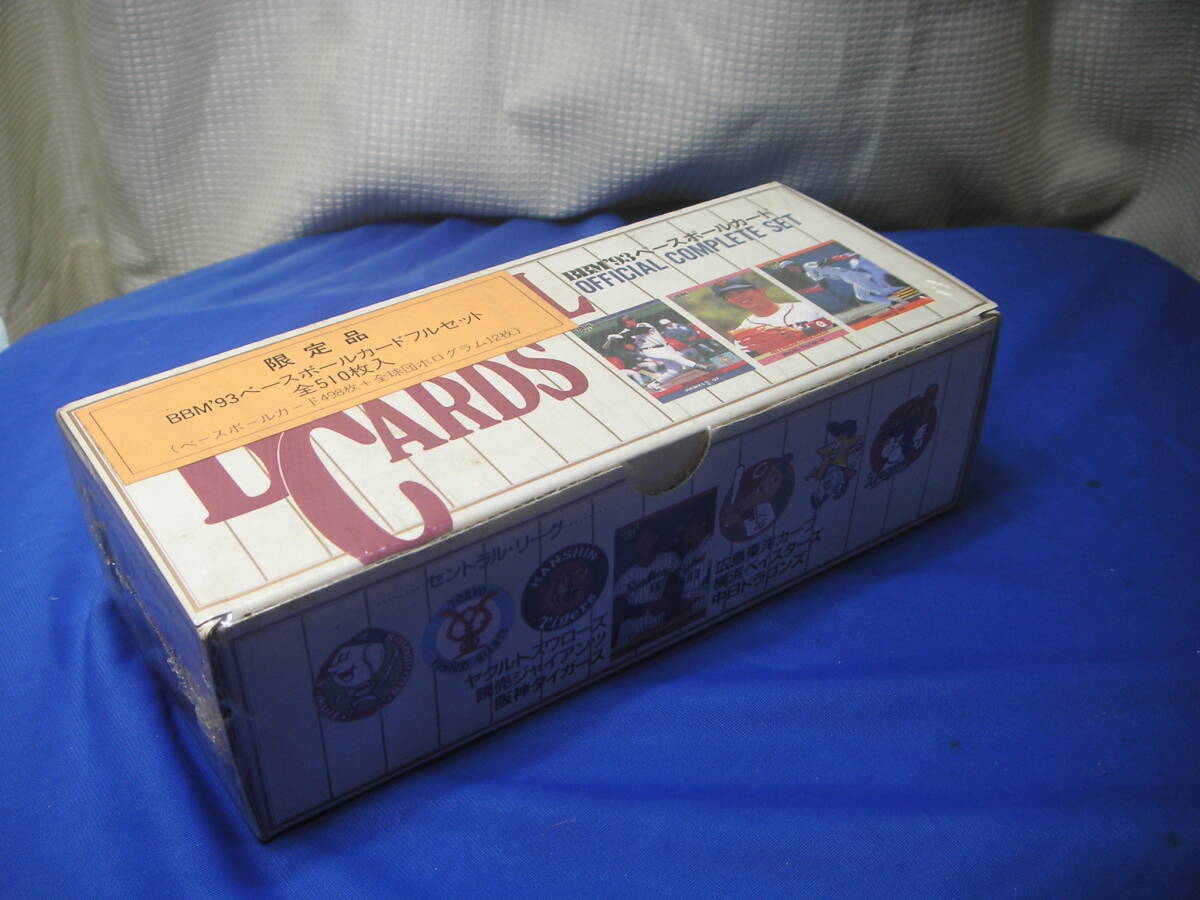 限定品
BBM'93ベースボールカードフルセット
全510枚入
(ベースボールカード498枚+全球団ホログラム12枚)
CARDS
BBM'93ベースボールカード
OFFICIAL COMPLETE SET
セントラル・リーグ
HANSHIN
Tigers
TOKYO
ヤクルトスワローズ
読売ジャイアンツ
阪神タイガース
広島東洋カープ
横浜ベイスターズ
中日ドラゴンズ